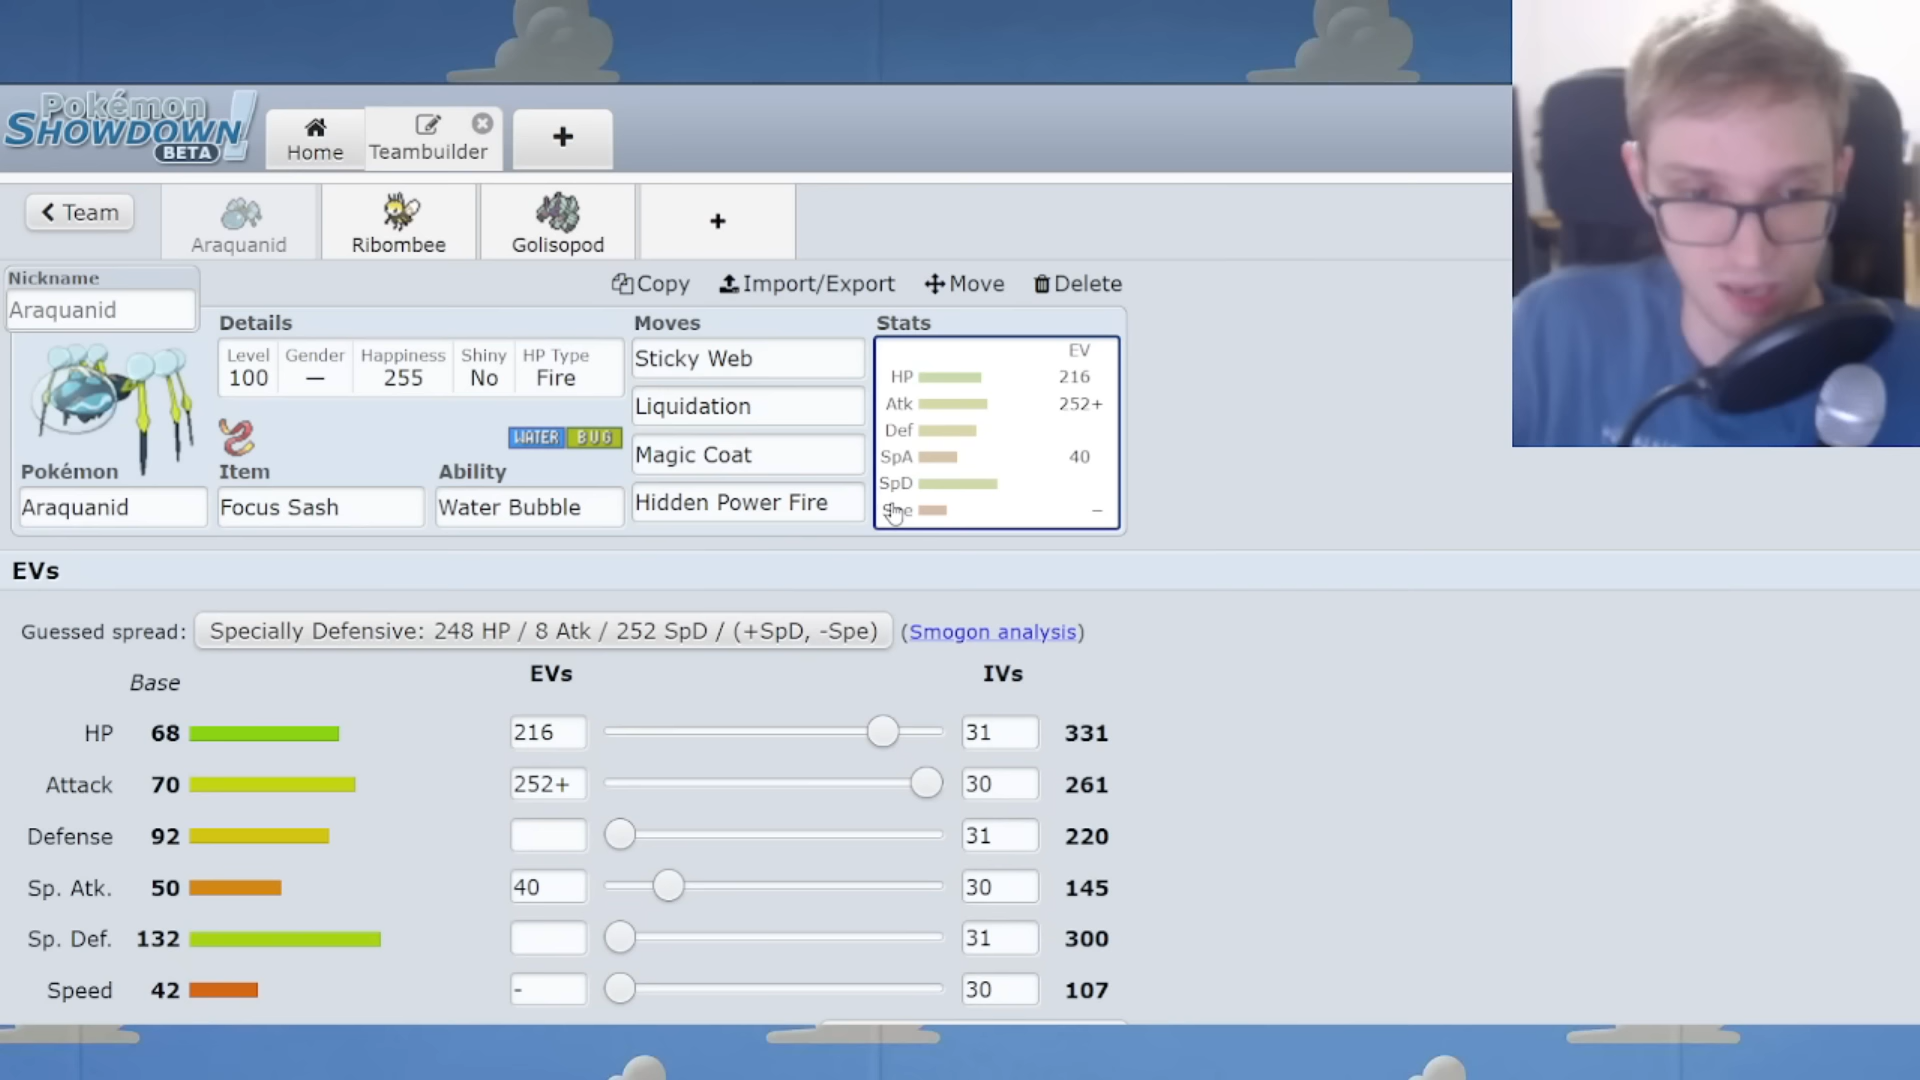 Pokémon
SHOWDOWN!
BETA
Home
Teambuilder
+
Team
Araquanid
Ribombee
Golisopod
+
Nickname
Araquanid
Copy
Import/Export
Move
Delete
Details
Level
100
Gender
—
Happiness
255
Shiny
No
HP Type
Fire
WATER BUG
Pokémon
Araquanid
Item
Focus Sash
Ability
Water Bubble
Moves
Sticky Web
Liquidation
Magic Coat
Hidden Power Fire
Stats
EV
HP 216
Atk 252+
Def
SpA 40
SpD
–
EVs
Guessed spread: Specially Defensive: 248 HP / 8 Atk / 252 SpD / (+SpD, -Spe) (Smogon analysis)
Base EVs IVs
HP 68 216 31 331
Attack 70 252+ 30 261
Defense 92 31 220
Sp. Atk. 50 40 30 145
Sp. Def. 132 31 300
Speed 42 - 30 107